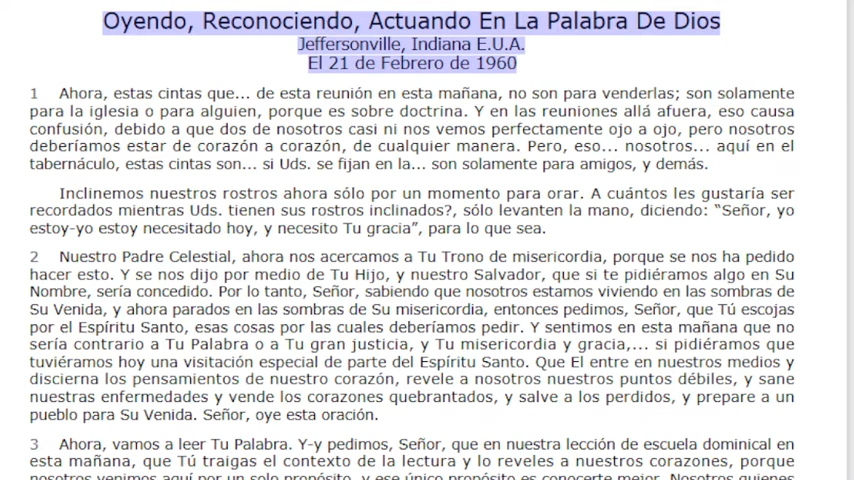 Oyendo, Reconociendo, Actuando En La Palabra De Dios
Jeffersonville, Indiana E.U.A.
El 21 de Febrero de 1960
1 Ahora, estas cintas que... de esta reunión en esta mañana, no son para venderlas; son solamente
para la iglesia o para alguien, porque es sobre doctrina. Y en las reuniones allá afuera, eso causa
confusión, debido a que dos de nosotros casi ni nos vemos perfectamente ojo a ojo, pero nosotros
deberíamos estar de corazón a corazón, de cualquier manera. Pero, eso... nosotros... aquí en el
tabernáculo, estas cintas son... si Uds. se fijan en la... son solamente para amigos, y demás.
Inclinemos nuestros rostros ahora sólo por un momento para orar. A cuántos les gustaría ser
recordados mientras Uds. tienen sus rostros inclinados?, sólo levanten la mano, diciendo: “Señor, yo
estoy-yo estoy necesitado hoy, y necesito Tu gracia”, para lo que sea.
2 Nuestro Padre Celestial, ahora nos acercamos a Tu Trono de misericordia, porque se nos ha pedido
hacer esto. Y se nos dijo por medio de Tu Hijo, y nuestro Salvador, que si te pidiéramos algo en Su
Nombre, sería concedido. Por lo tanto, Señor, sabiendo que nosotros estamos viviendo en las sombras de
Su Venida, y ahora parados en las sombras de Su misericordia, entonces pedimos, Señor, que Tú escojas
por el Espíritu Santo, esas cosas por las cuales deberíamos pedir. Y sentimos en esta mañana que no
sería contrario a Tu Palabra o a Tu gran justicia, y Tu misericordia y gracia,... si pidiéramos que
tuviéramos hoy una visitación especial de parte del Espíritu Santo. Que El entre en nuestros medios y
discierna los pensamientos de nuestro corazón, revele a nosotros nuestros puntos débiles, y sane
nuestras enfermedades y vende los corazones quebrantados, y salve a los perdidos, y prepare a un
pueblo para Su Venida. Señor, oye esta oración.
3 Ahora, vamos a leer Tu Palabra. Y-y pedimos, Señor, que en nuestra lección de escuela dominical en
esta mañana, que Tú traigas el contexto de la lectura y lo reveles a nuestros corazones, porque
nosotros venimos aquí por un solo propósito, y ese único propósito es conocerte mejor. Nosotros quienes